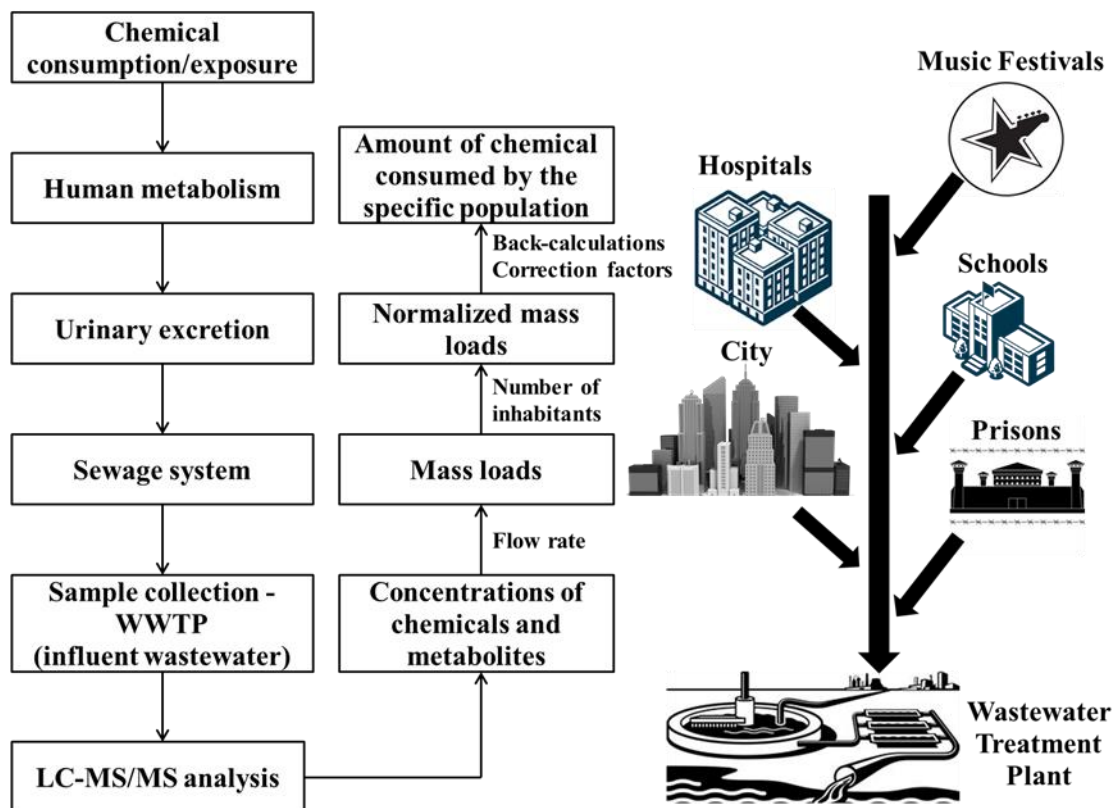 Chemical
consumption/exposure
Human metabolism
Urinary excretion
Sewage system
Sample collection -
WWTP
(influent wastewater)
LC-MS/MS analysis
Concentrations of
chemicals and
metabolites
Flow rate
Mass loads
Number of
inhabitants
Normalized mass
loads
Back-calculations
Correction factors
Amount of chemical
consumed by the
specific population
Music Festivals
Hospitals
Schools
City
Prisons
Wastewater
Treatment
Plant